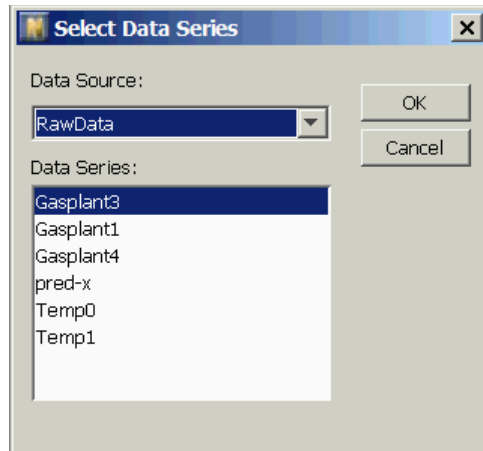 Select Data Series
Data Source:
RawData
OK
Cancel
Data Series:
Gasplant3
Gasplant1
Gasplant4
pred-x
Temp0
Temp1